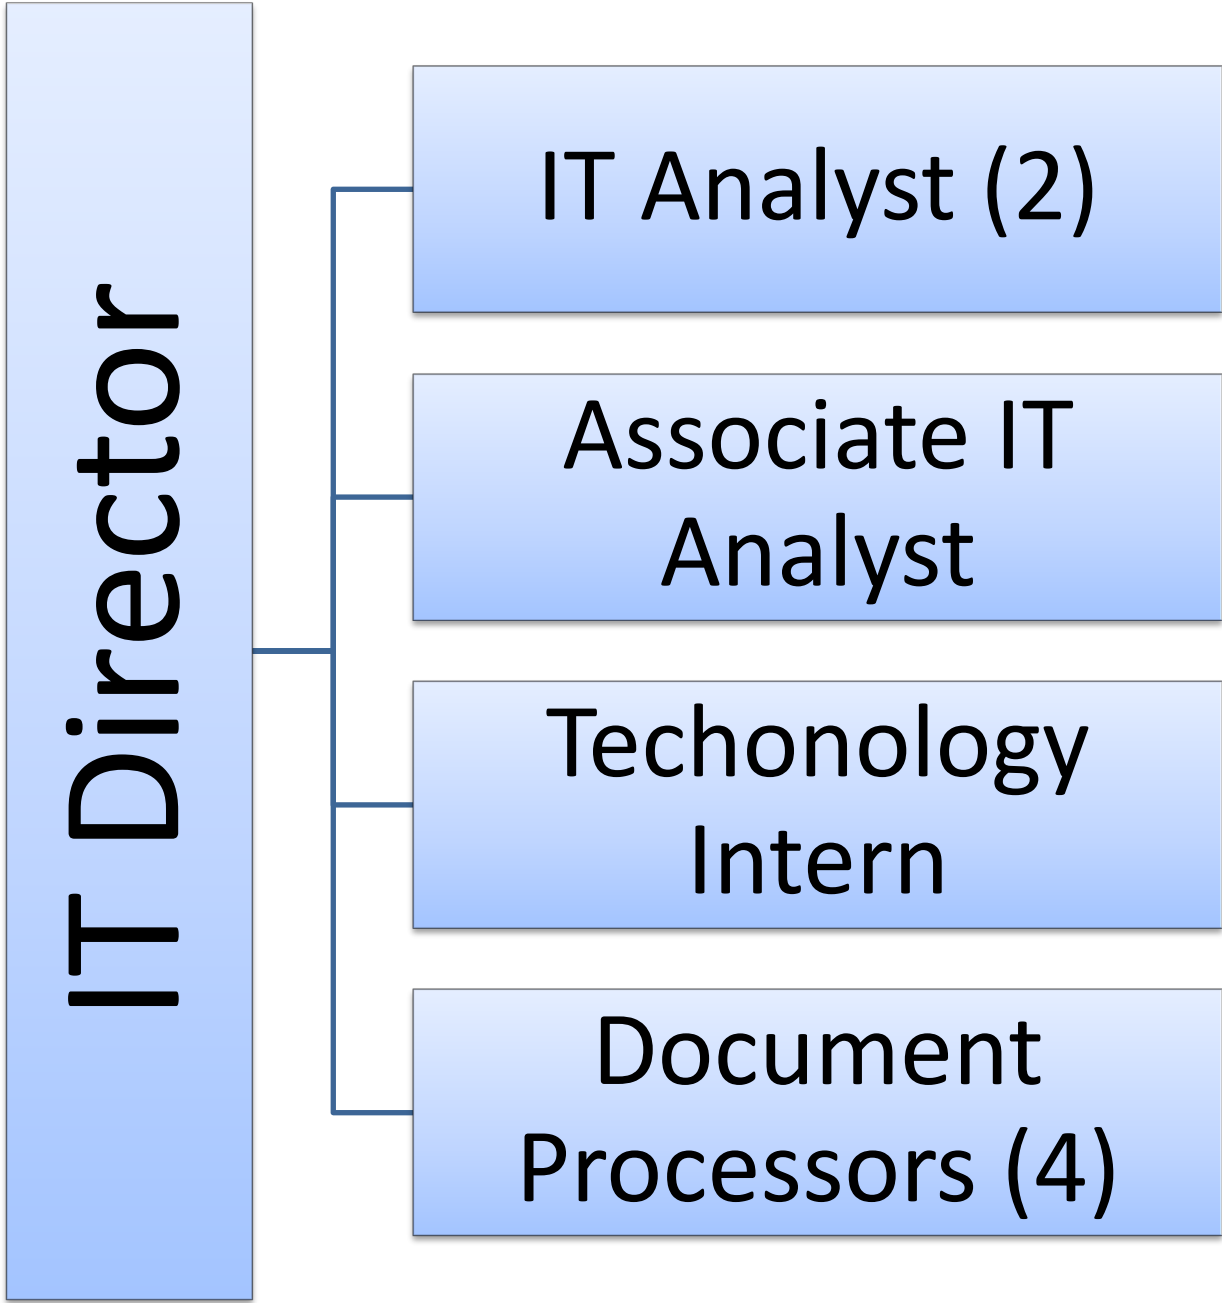 IT Director
IT Analyst (2)
Associate IT
Analyst
Techonology
Intern
Document
Processors (4)